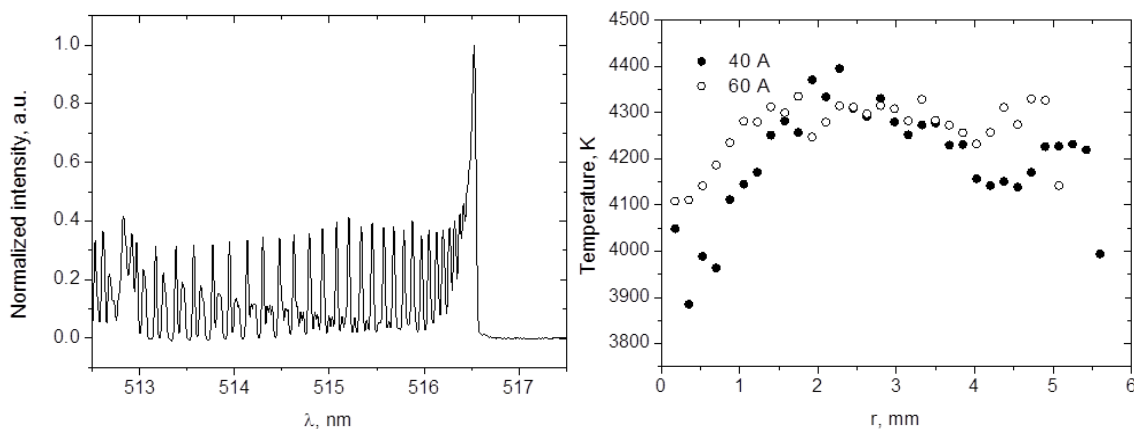 Normalized intensity, a.u.
1.0
0.8
0.6
0.4
0.2
0.0
513 514 515 516 517
λ, nm
Temperature, K
4500
4400
4300
4200
4100
4000
3900
3800
40 A
60 A
0 1 2 3 4 5 6
r, mm